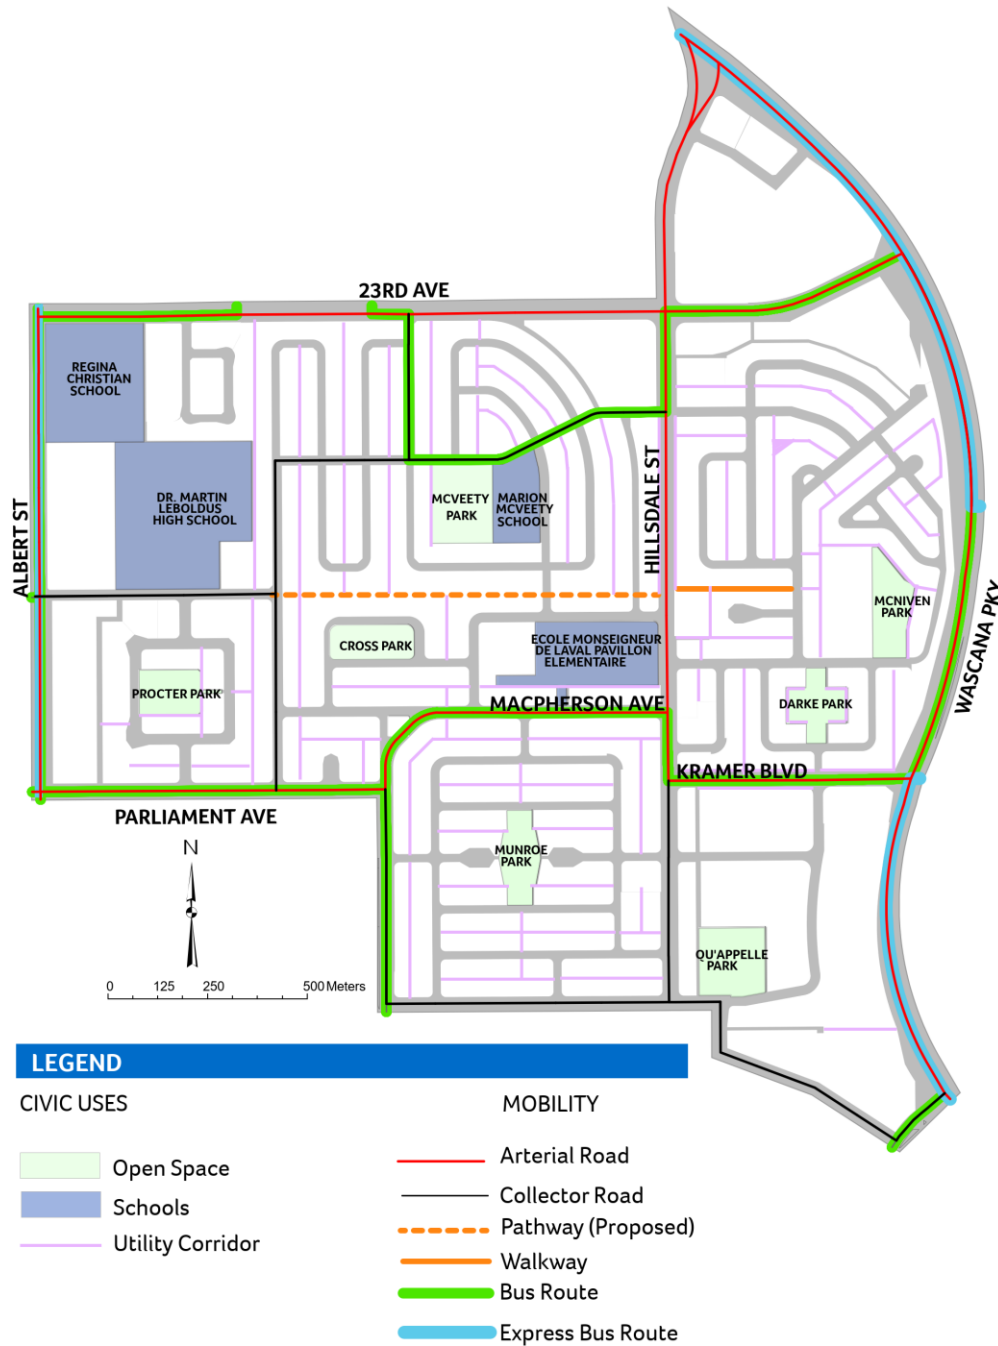 23RD AVE
REGINA
CHRISTIAN
SCHOOL
DR. MARTIN
LEBOLDUS
HIGH SCHOOL
ALBERT ST
MCVEETY
PARK
MARION
MCVEETY
SCHOOL
HILLSDALE ST
MCNIVEN
PARK
WASCANA PKY
CROSS PARK
ECOLE MONSEIGNEUR
DE LAVAL PAVILLON
ELEMENTAIRE
PROCTER PARK
MACPHERSON AVE
DARKE PARK
KRAMER BLVD
PARLIAMENT AVE
MUNROE
PARK
QU'APPELLE
PARK
N
0 125 250 500 Meters
LEGEND
CIVIC USES
Open Space
Schools
Utility Corridor
MOBILITY
Arterial Road
Collector Road
Pathway (Proposed)
Walkway
Bus Route
Express Bus Route